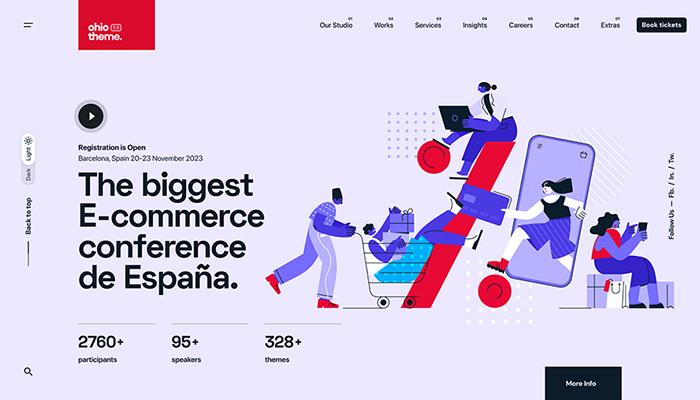 ohio 3.0
theme.
01 02 03 04 05 06 07
Our Studio Works Services Insights Careers Contact Extras Book tickets
Dark Light
Back to top
Registration is Open
Barcelona, Spain 20-23 November 2023
The biggest
E-commerce
conference
de España.
2760+ 95+ 328+
participants speakers themes
Follow Us — Fb. / In. / Tw.
More Info